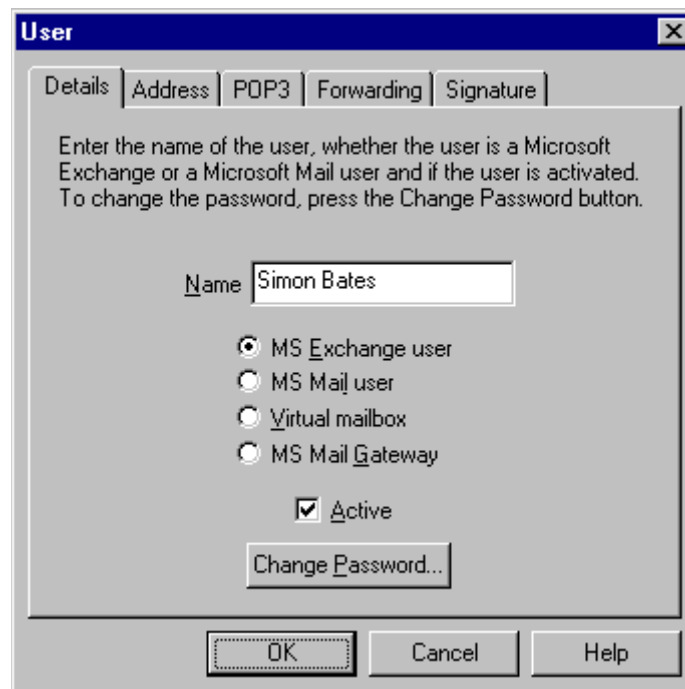 User
Details Address POP3 Forwarding Signature
Enter the name of the user, whether the user is a Microsoft
Exchange or a Microsoft Mail user and if the user is activated.
To change the password, press the Change Password button.
Name Simon Bates
MS Exchange user
MS Mail user
Virtual mailbox
MS Mail Gateway
Active
Change Password...
OK Cancel Help